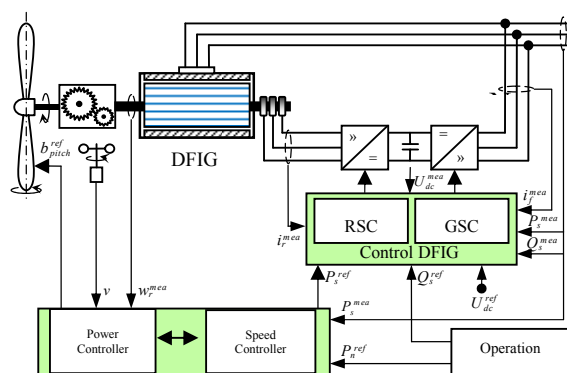 DFIG
b_pitch^ref
»
=
=
»
U_dc^mea
i_f^mea
P_s^mea
Q_s^mea
RSC
GSC
Control DFIG
i_r^mea
P_s^ref
Q_s^ref
U_dc^ref
v
w_r^mea
P_s^mea
P_n^ref
Power
Controller
Speed
Controller
Operation